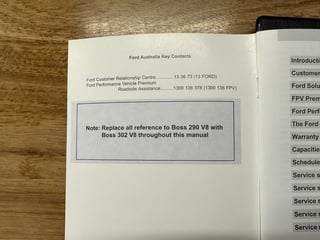 Ford Australia Key Contacts
Ford Customer Relationship Centre............13 36 73 (13 FORD)
Ford Performance Vehicle Premium
Roadside Assistance.........1300 136 378 (1300 136 FPV)
Note: Replace all reference to Boss 290 V8 with
Boss 302 V8 throughout this manual
Introducti
Customer
Ford Solu
FPV Prem
Ford Perf
The Ford
Warranty
Capacitie
Schedule
Service s
Service s
Service s
Service s
Service s